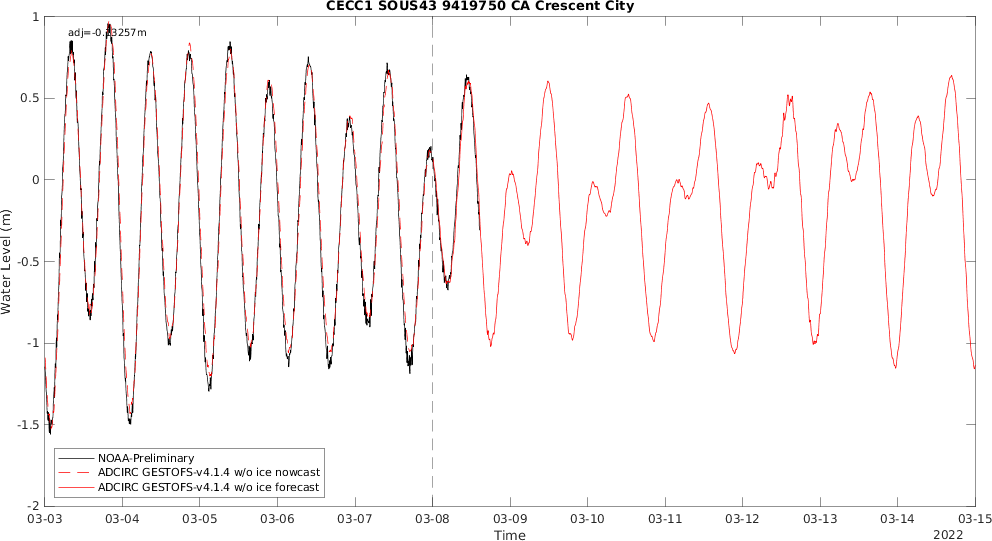 CECC1 SOUS43 9419750 CA Crescent City
1
0.5
0
-0.5
-1
-1.5
-2
Water Level (m)
NOAA-Preliminary
ADCIRC GESTOFS-v4.1.4 w/o ice nowcast
ADCIRC GESTOFS-v4.1.4 w/o ice forecast
03-03 03-04 03-05 03-06 03-07 03-08 03-09 03-10 03-11 03-12 03-13 03-14 03-15
Time
2022